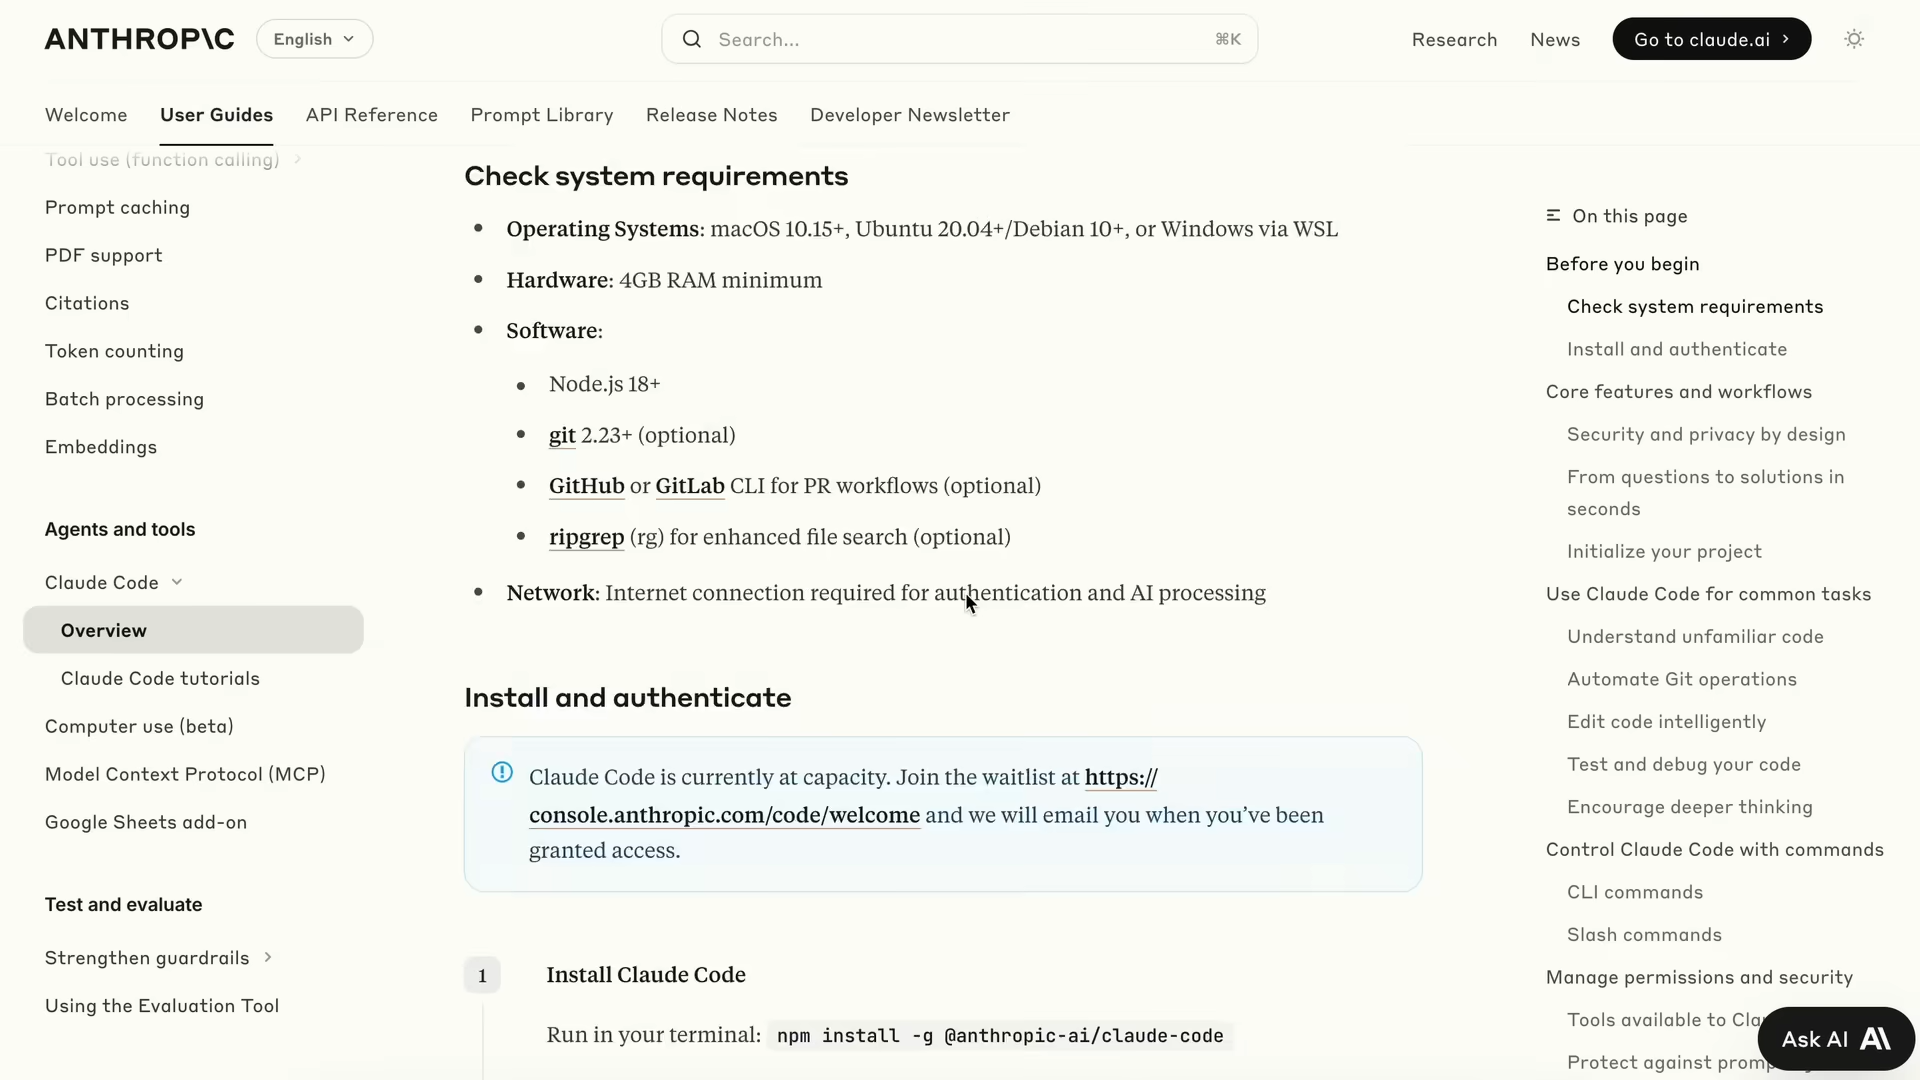 ANTHROP\C
English
Search...
⌘K
Research
News
Go to claude.ai
Welcome
User Guides
API Reference
Prompt Library
Release Notes
Developer Newsletter
Tool use (function calling)
Prompt caching
PDF support
Citations
Token counting
Batch processing
Embeddings
Agents and tools
Claude Code
Overview
Claude Code tutorials
Computer use (beta)
Model Context Protocol (MCP)
Google Sheets add-on
Test and evaluate
Strengthen guardrails
Using the Evaluation Tool
Check system requirements
Operating Systems: macOS 10.15+, Ubuntu 20.04+/Debian 10+, or Windows via WSL
Hardware: 4GB RAM minimum
Software:
Node.js 18+
git 2.23+ (optional)
GitHub or GitLab CLI for PR workflows (optional)
ripgrep (rg) for enhanced file search (optional)
Network: Internet connection required for authentication and AI processing
Install and authenticate
Claude Code is currently at capacity. Join the waitlist at https://
console.anthropic.com/code/welcome and we will email you when you’ve been
granted access.
1
Install Claude Code
Run in your terminal: npm install -g @anthropic-ai/claude-code
On this page
Before you begin
Check system requirements
Install and authenticate
Core features and workflows
Security and privacy by design
From questions to solutions in
seconds
Initialize your project
Use Claude Code for common tasks
Understand unfamiliar code
Automate Git operations
Edit code intelligently
Test and debug your code
Encourage deeper thinking
Control Claude Code with commands
CLI commands
Slash commands
Manage permissions and security
Tools available to
Protect against
Ask AI